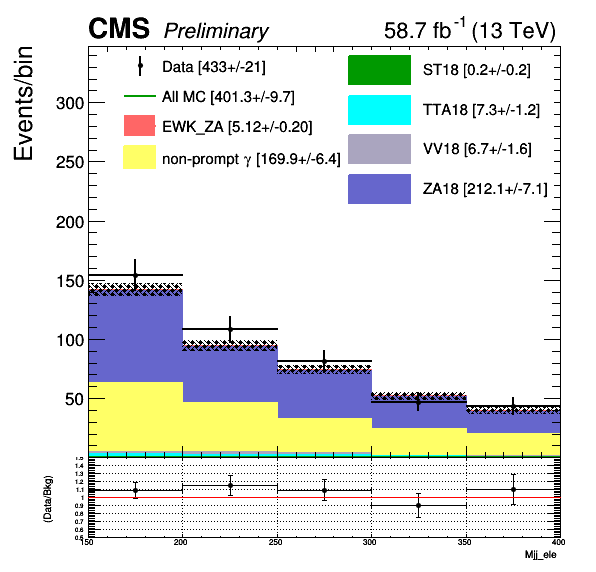 CMS Preliminary 58.7 fb⁻¹ (13 TeV)
Events/bin
Data [433+/-21]
All MC [401.3+/-9.7]
EWK_ZA [5.12+/-0.20]
non-prompt γ [169.9+/-6.4]
ST18 [0.2+/-0.2]
TTA18 [7.3+/-1.2]
VV18 [6.7+/-1.6]
ZA18 [212.1+/-7.1]
300
250
200
150
100
50
(Data/Bkg)
1.5
1.4
1.3
1.2
1.1
1
0.9
0.8
0.7
0.6
0.5
150 200 250 300 350 400
Mjj_ele